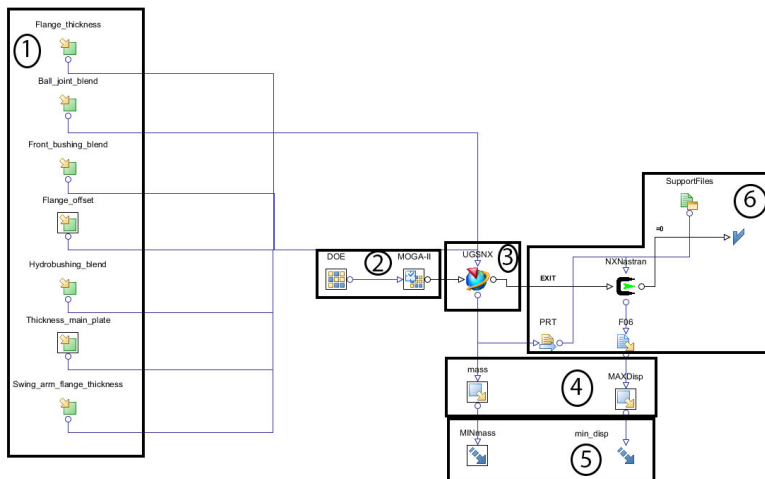 1
Flange_thickness
Ball_joint_blend
Front_bushing_blend
Flange_offset
Hydrobushing_blend
Thickness_main_plate
Swing_arm_flange_thickness
DOE
2
MOGA-II
UGSNX
3
EXIT
SupportFiles
6
=0
NXNastran
PRT
F06
mass
4
MAXDisp
MINmass
min_disp
5